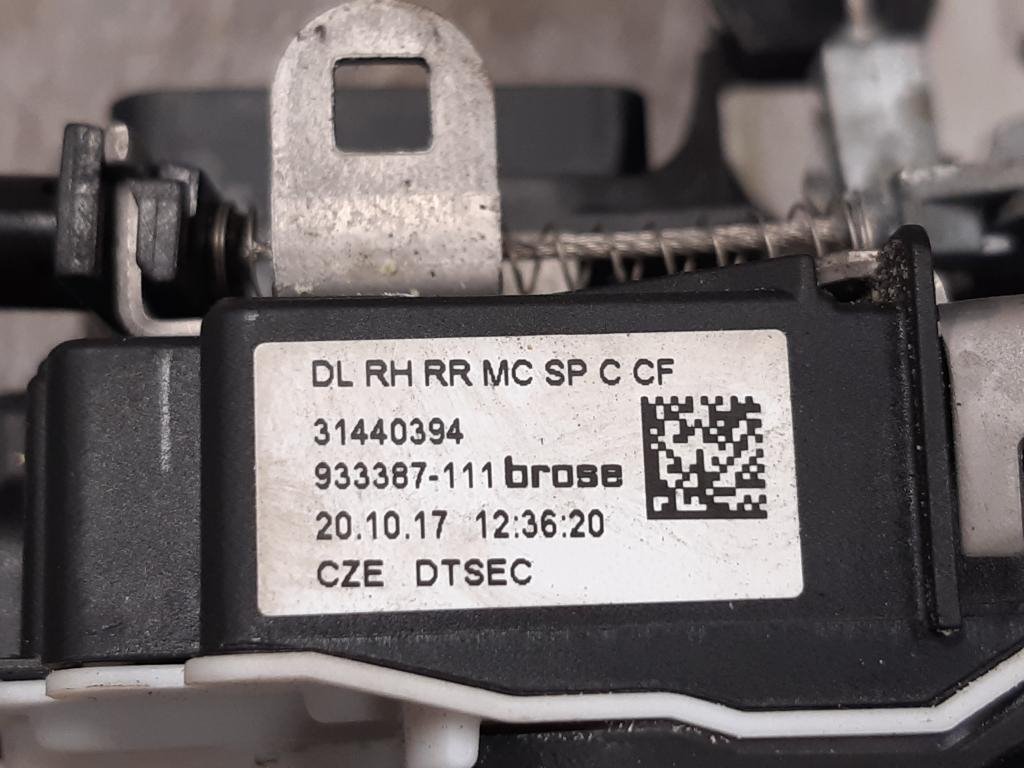 DL RH RR MC SP C CF
31440394
933387-111 brose
20.10.17 12:36:20
CZE DTSEC